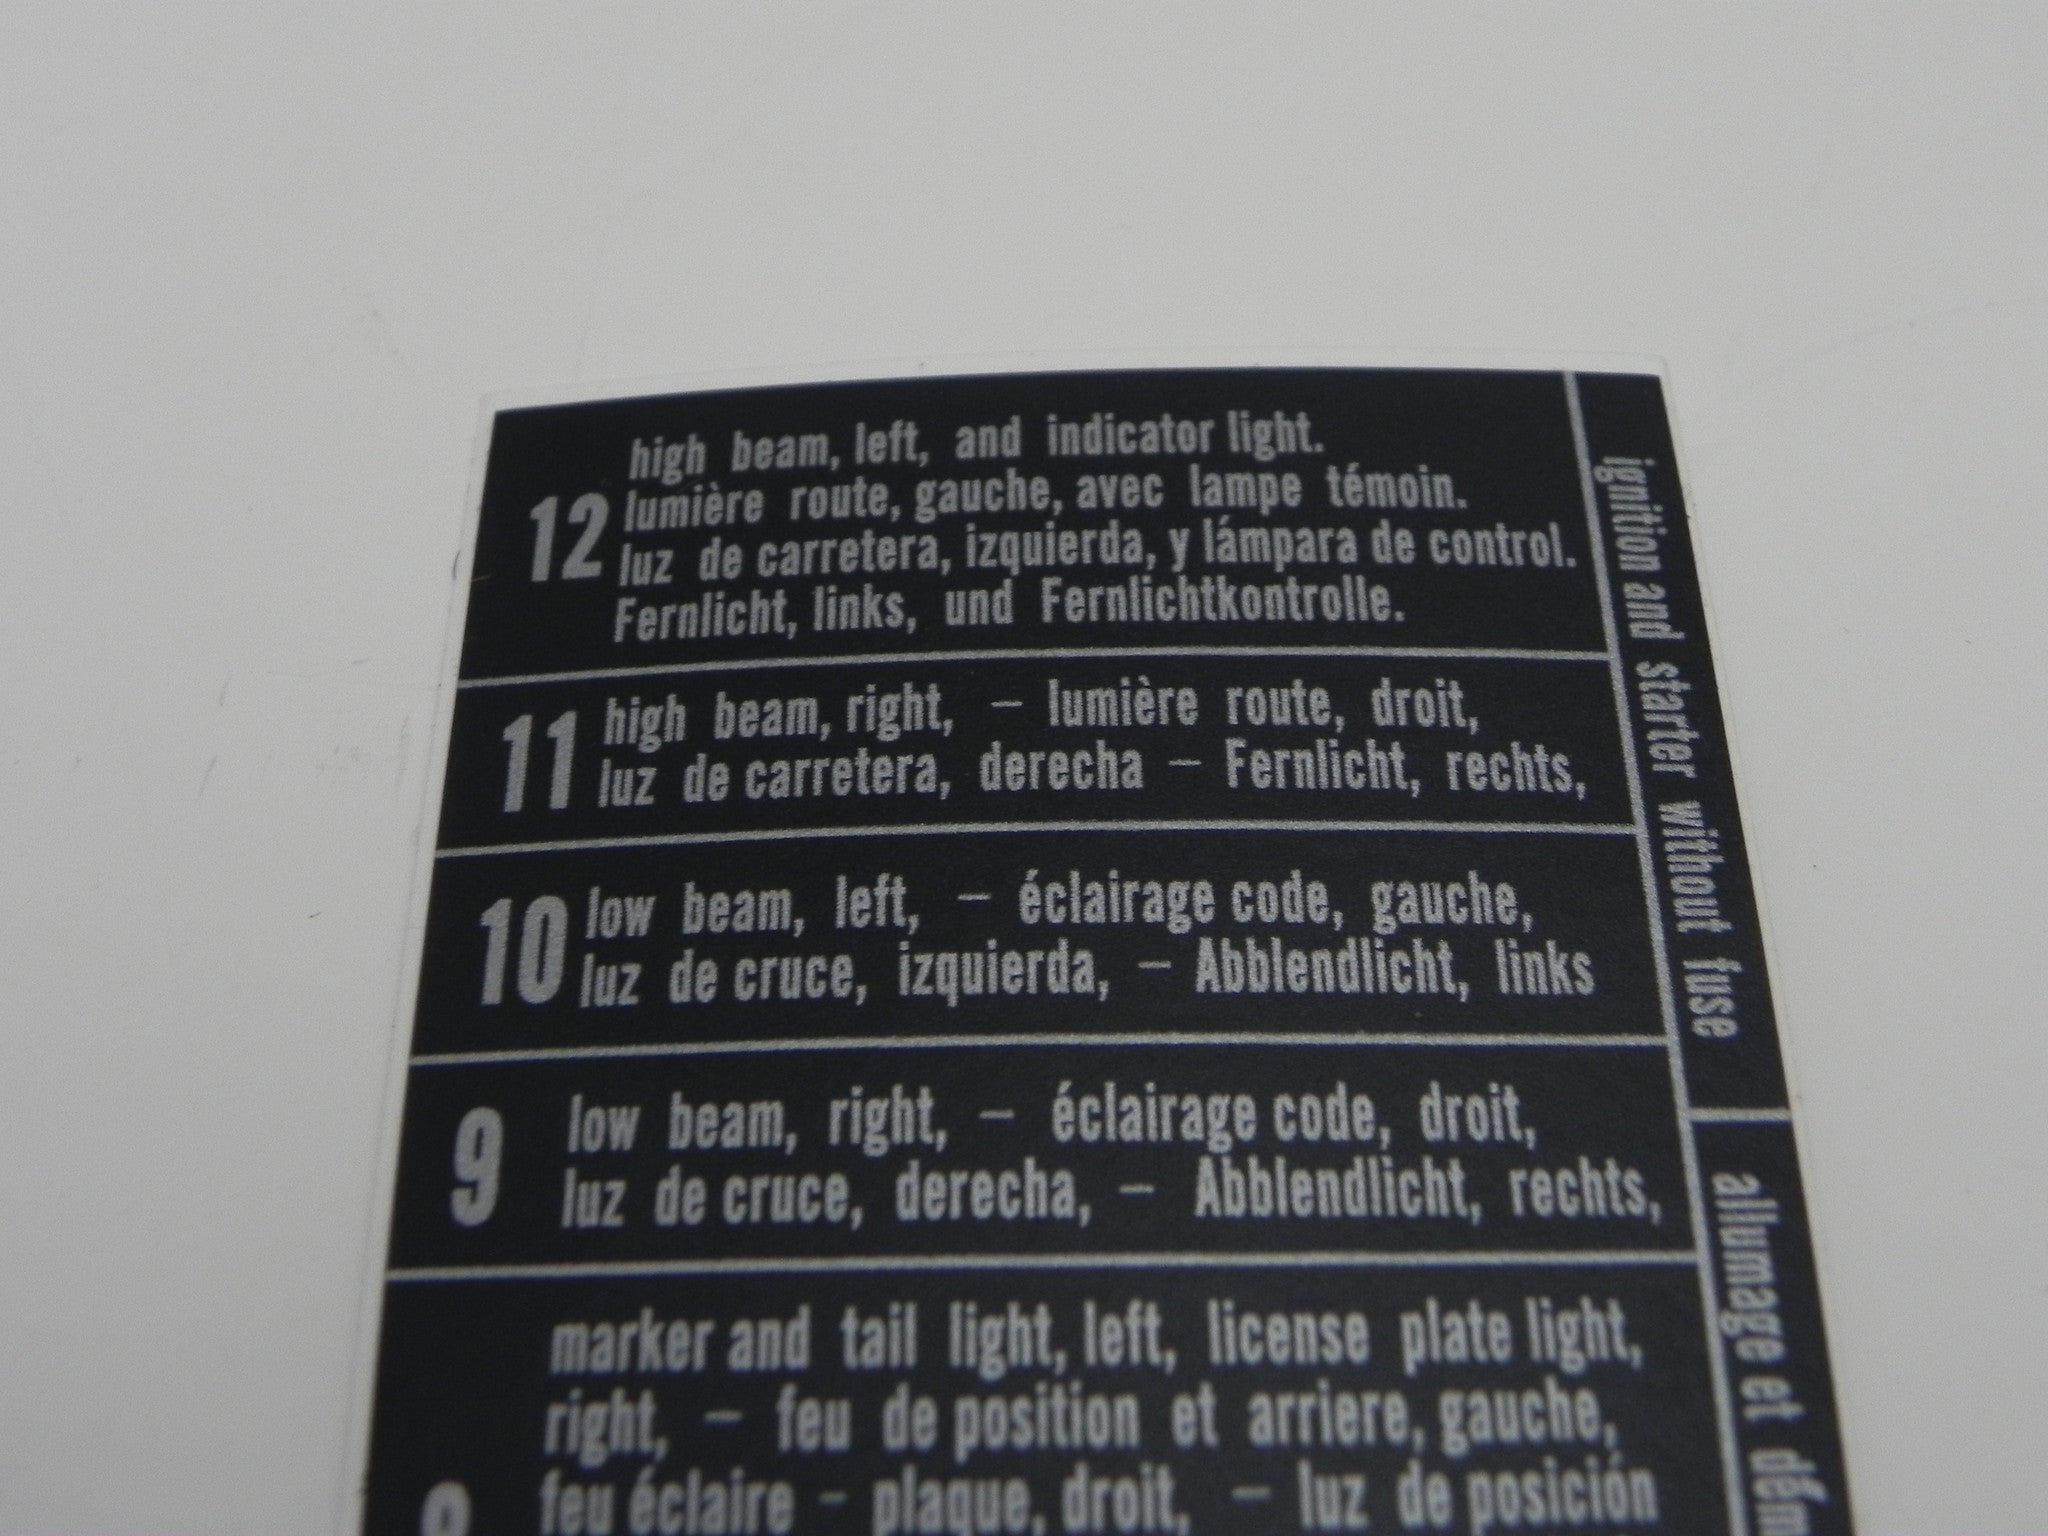 12
high beam, left, and indicator light.
lumière route, gauche, avec lampe témoin.
luz de carretera, izquierda, y lámpara de control.
Fernlicht, links, und Fernlichtkontrolle.
11
high beam, right, – lumière route, droit,
luz de carretera, derecha – Fernlicht, rechts,
10
low beam, left, – éclairage code, gauche,
luz de cruce, izquierda, – Abblendlicht, links
9
low beam, right, – éclairage code, droit,
luz de cruce, derecha, – Abblendlicht, rechts,
marker and tail light, left, license plate light,
right, – feu de position et arriere, gauche,
feu éclaire – plaque, droit, – luz de posición
ignition and starter without fuse
allumage et